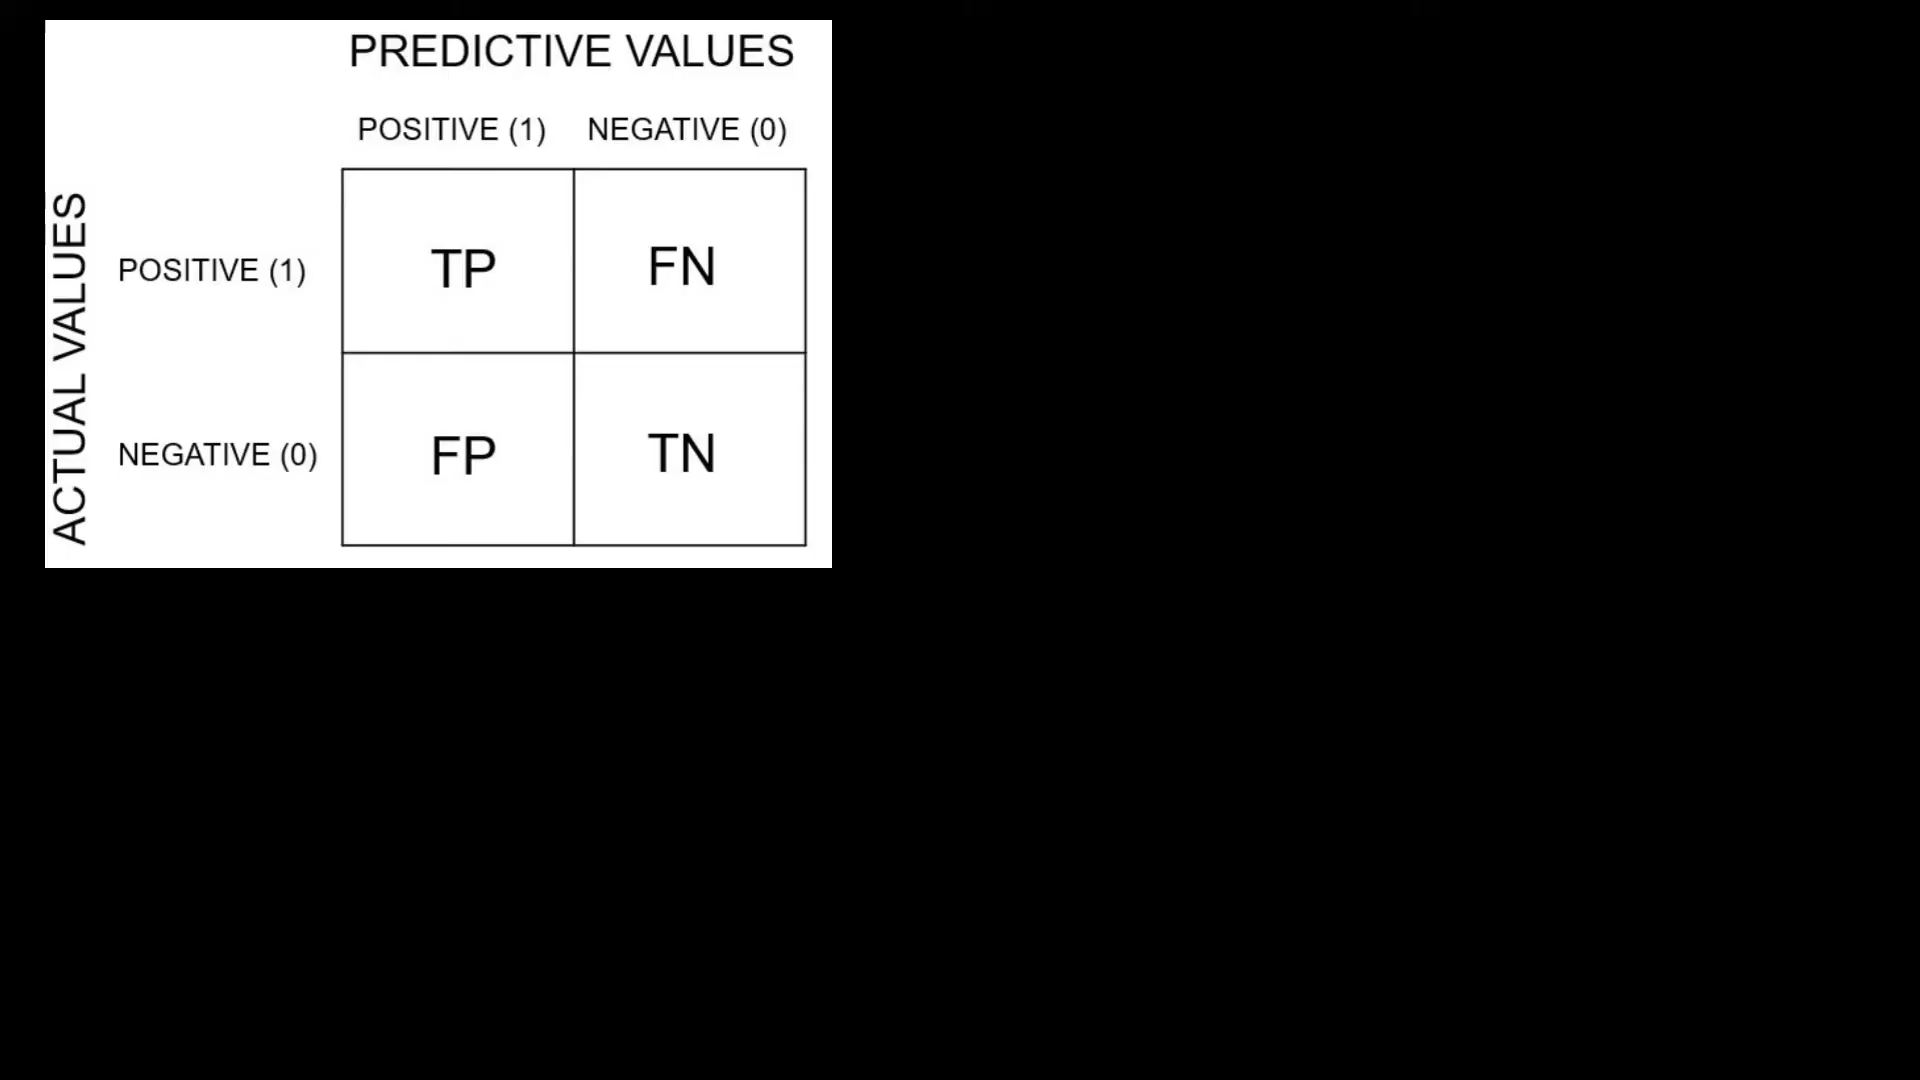 PREDICTIVE VALUES
POSITIVE (1) NEGATIVE (0)
ACTUAL VALUES
POSITIVE (1) TP FN
NEGATIVE (0) FP TN